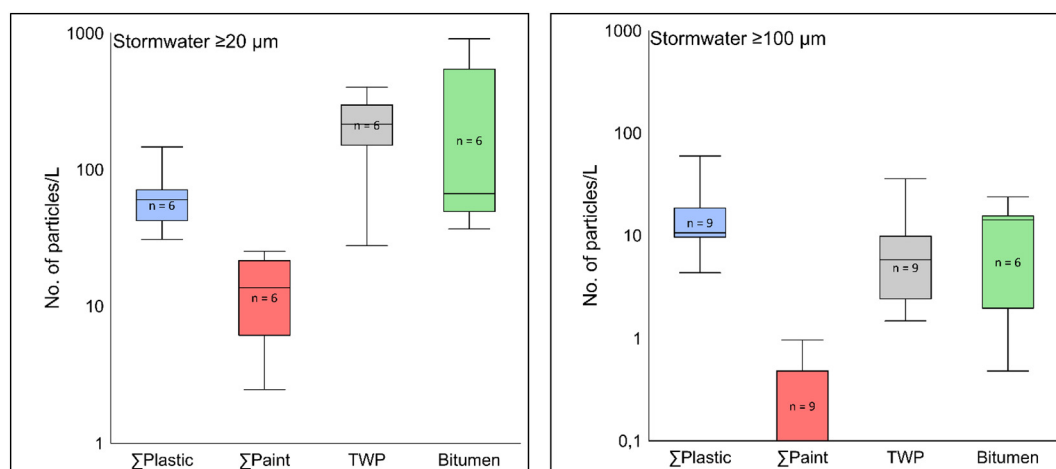 Stormwater ≥20 µm
No. of particles/L
1000
100
10
1
n = 6
n = 6
n = 6
n = 6
∑Plastic
∑Paint
TWP
Bitumen
Stormwater ≥100 µm
No. of particles/L
1000
100
10
1
0,1
n = 9
n = 9
n = 9
n = 6
∑Plastic
∑Paint
TWP
Bitumen